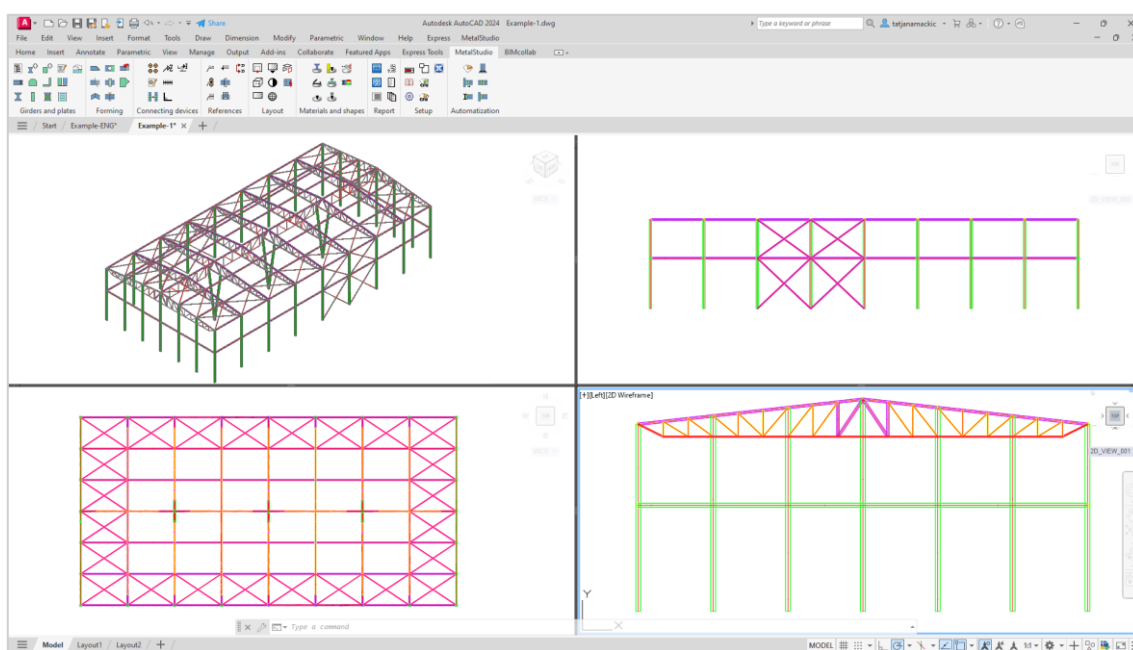 A Share Autodesk AutoCAD 2024 Example-1.dwg Type a keyword or phrase tetjanamackic
File Edit View Insert Format Tools Draw Dimension Modify Parametric Window Help Express MetalStudio
Home Insert Annotate Parametric View Manage Output Add-ins Collaborate Featured Apps Express Tools MetalStudio BIMcollab
Girders and plates Forming Connecting devices References Layout Materials and shapes Report Setup Automatization
Start Example-ENG* Example-1* × +
[+][Left][2D Wireframe]
2D_VIEW_001
Y
X
Type a command
Model Layout1 Layout2 + MODEL 1:1